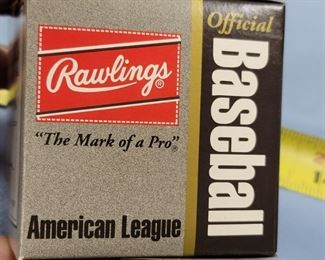 Rawlings®
"The Mark of a Pro"®
American League
Official
Baseball